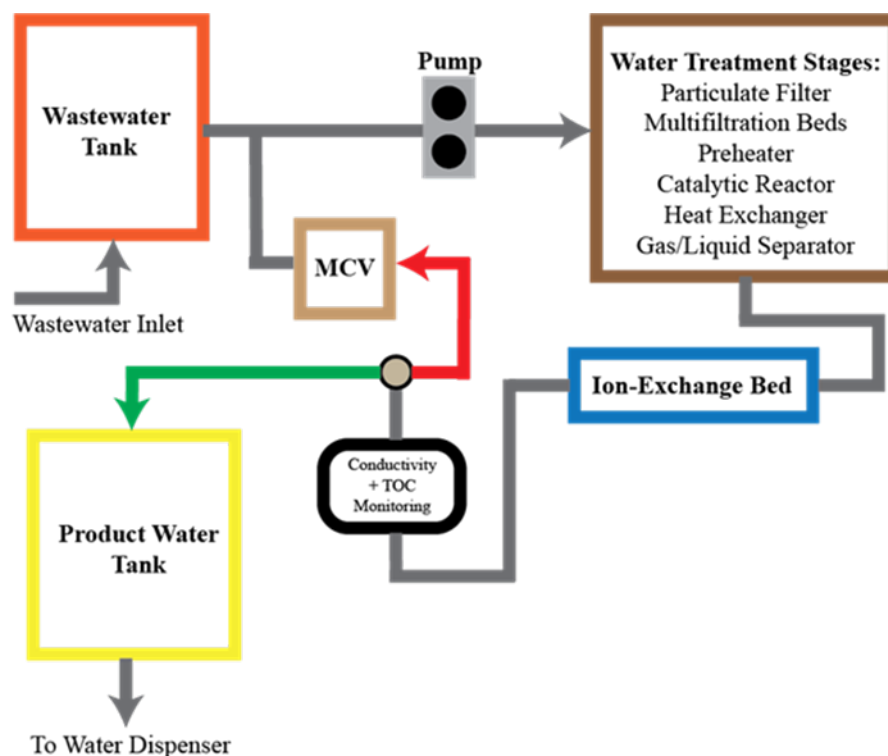 Wastewater
Tank
Pump
Water Treatment Stages:
Particulate Filter
Multifiltration Beds
Preheater
Catalytic Reactor
Heat Exchanger
Gas/Liquid Separator
MCV
Wastewater Inlet
Ion-Exchange Bed
Conductivity
+ TOC
Monitoring
Product Water
Tank
To Water Dispenser